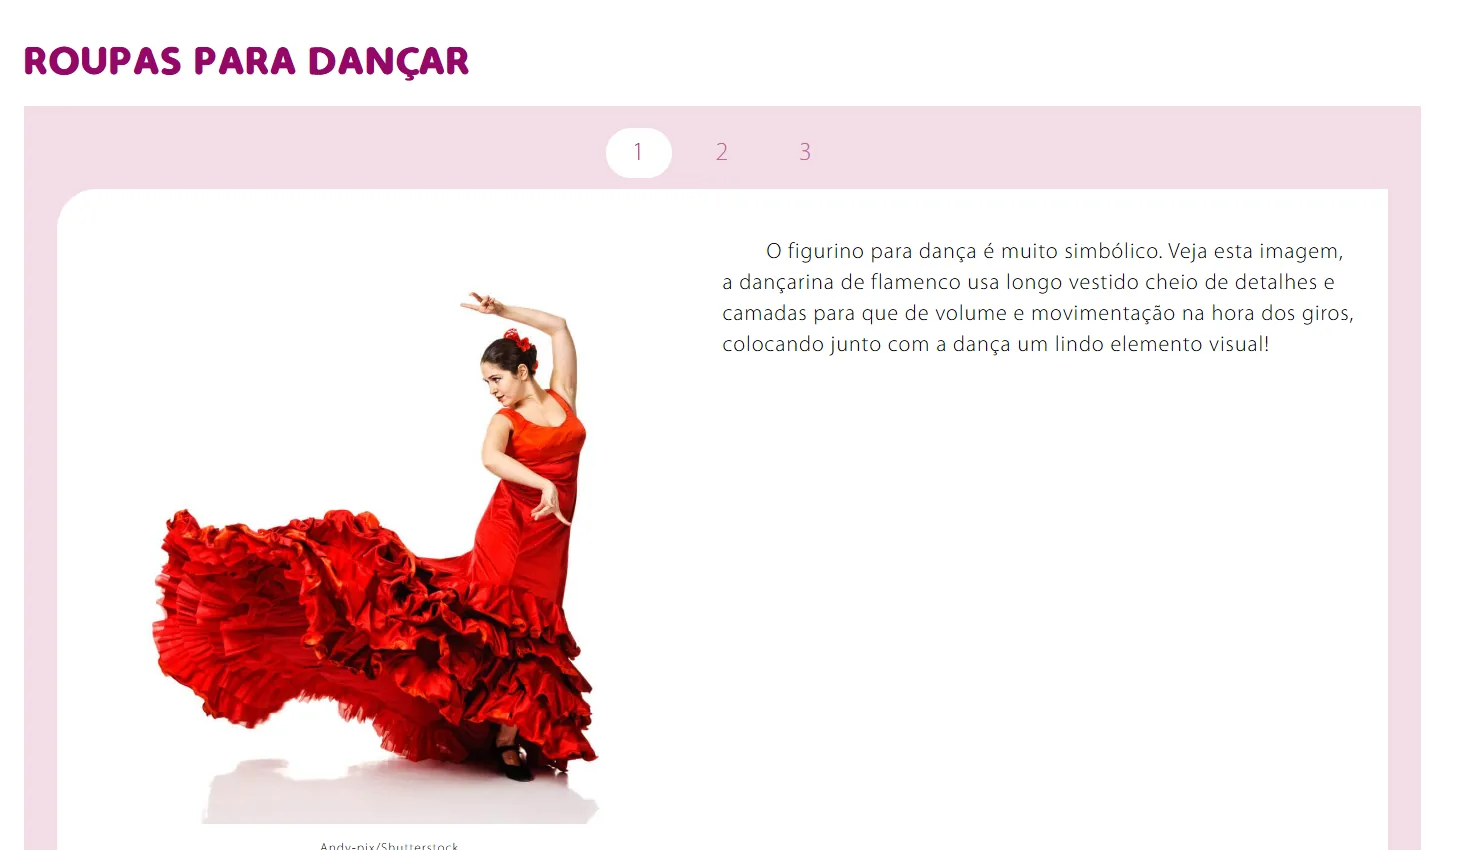 ROUPAS PARA DANÇAR
1 2 3
O figurino para dança é muito simbólico. Veja esta imagem,
a dançarina de flamenco usa longo vestido cheio de detalhes e
camadas para que de volume e movimentação na hora dos giros,
colocando junto com a dança um lindo elemento visual!
Andy-pix/Shutterstock